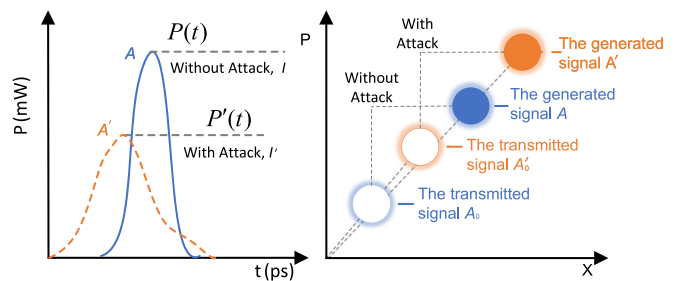 P (mW)
A
P(t)
Without Attack, I
A′
P′(t)
With Attack, I′
t (ps)
P
With
Attack
Without
Attack
The generated
signal A′
The generated
signal A
The transmitted
signal A′₀
The transmitted
signal A₀
X